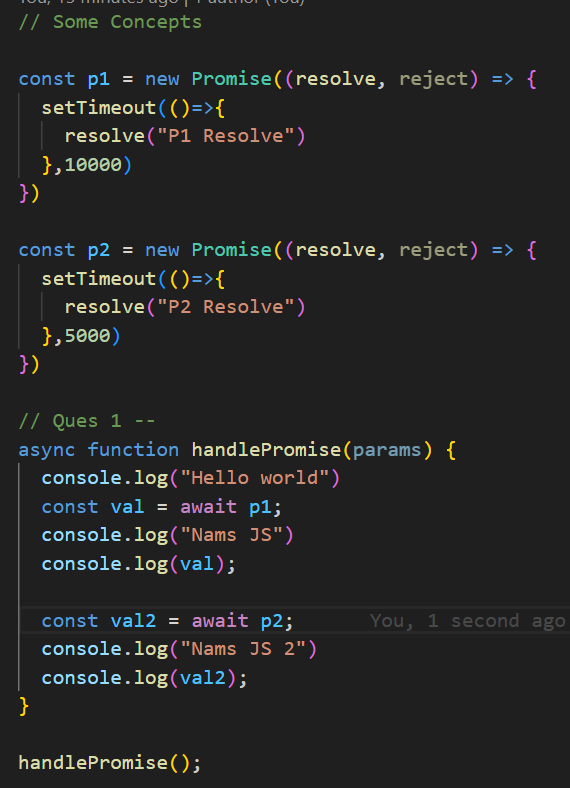 // Some Concepts
const p1 = new Promise((resolve, reject) => {
  setTimeout(()=>{
    resolve("P1 Resolve")
  },10000)
})
const p2 = new Promise((resolve, reject) => {
  setTimeout(()=>{
    resolve("P2 Resolve")
  },5000)
})
// Ques 1 --
async function handlePromise(params) {
  console.log("Hello world")
  const val = await p1;
  console.log("Nams JS")
  console.log(val);
  const val2 = await p2; You, 1 second ago
  console.log("Nams JS 2")
  console.log(val2);
}
handlePromise();